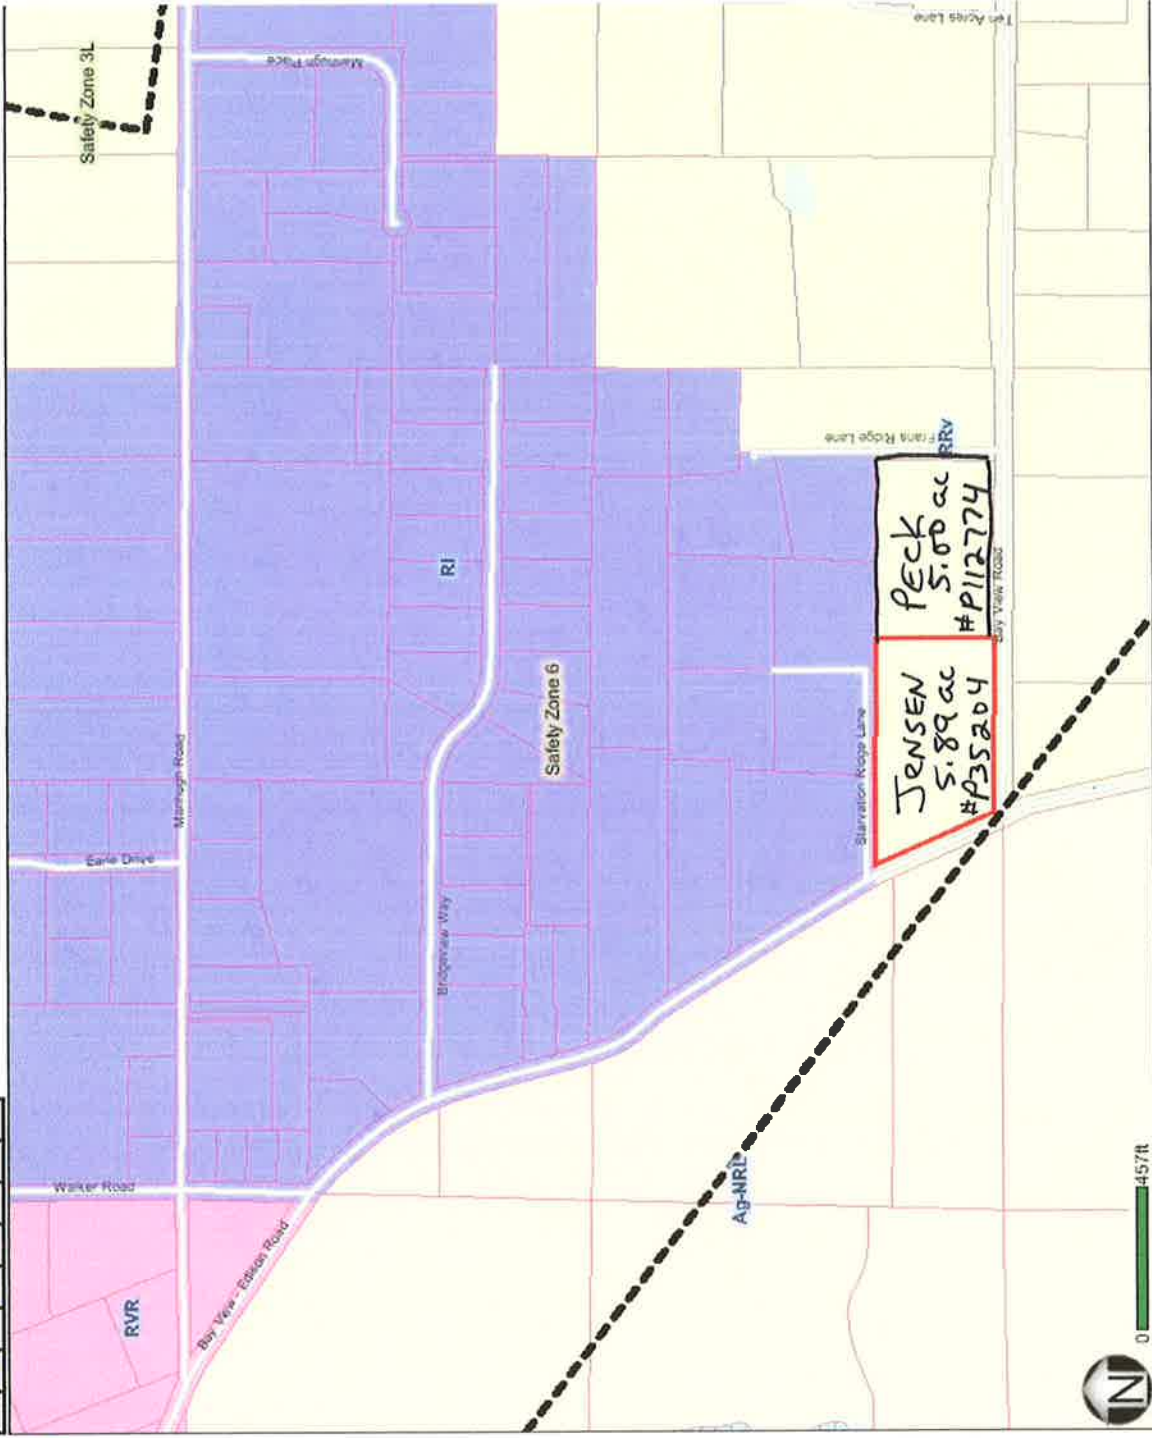 Safety Zone 3L
Marihugh Place
Ten Acres Lane
Marihugh Road
Earle Drive
RI
Frans Ridge Lane
RRv
Safety Zone 6
PECK
5.00 ac
#P112774
Bay View Road
JENSEN
5.89 ac
#P35204
Starvation Ridge Lane
Bridgeview Way
Walker Road
Bay View - Edison Road
RVR
Ag-NRL
0
457ft
N